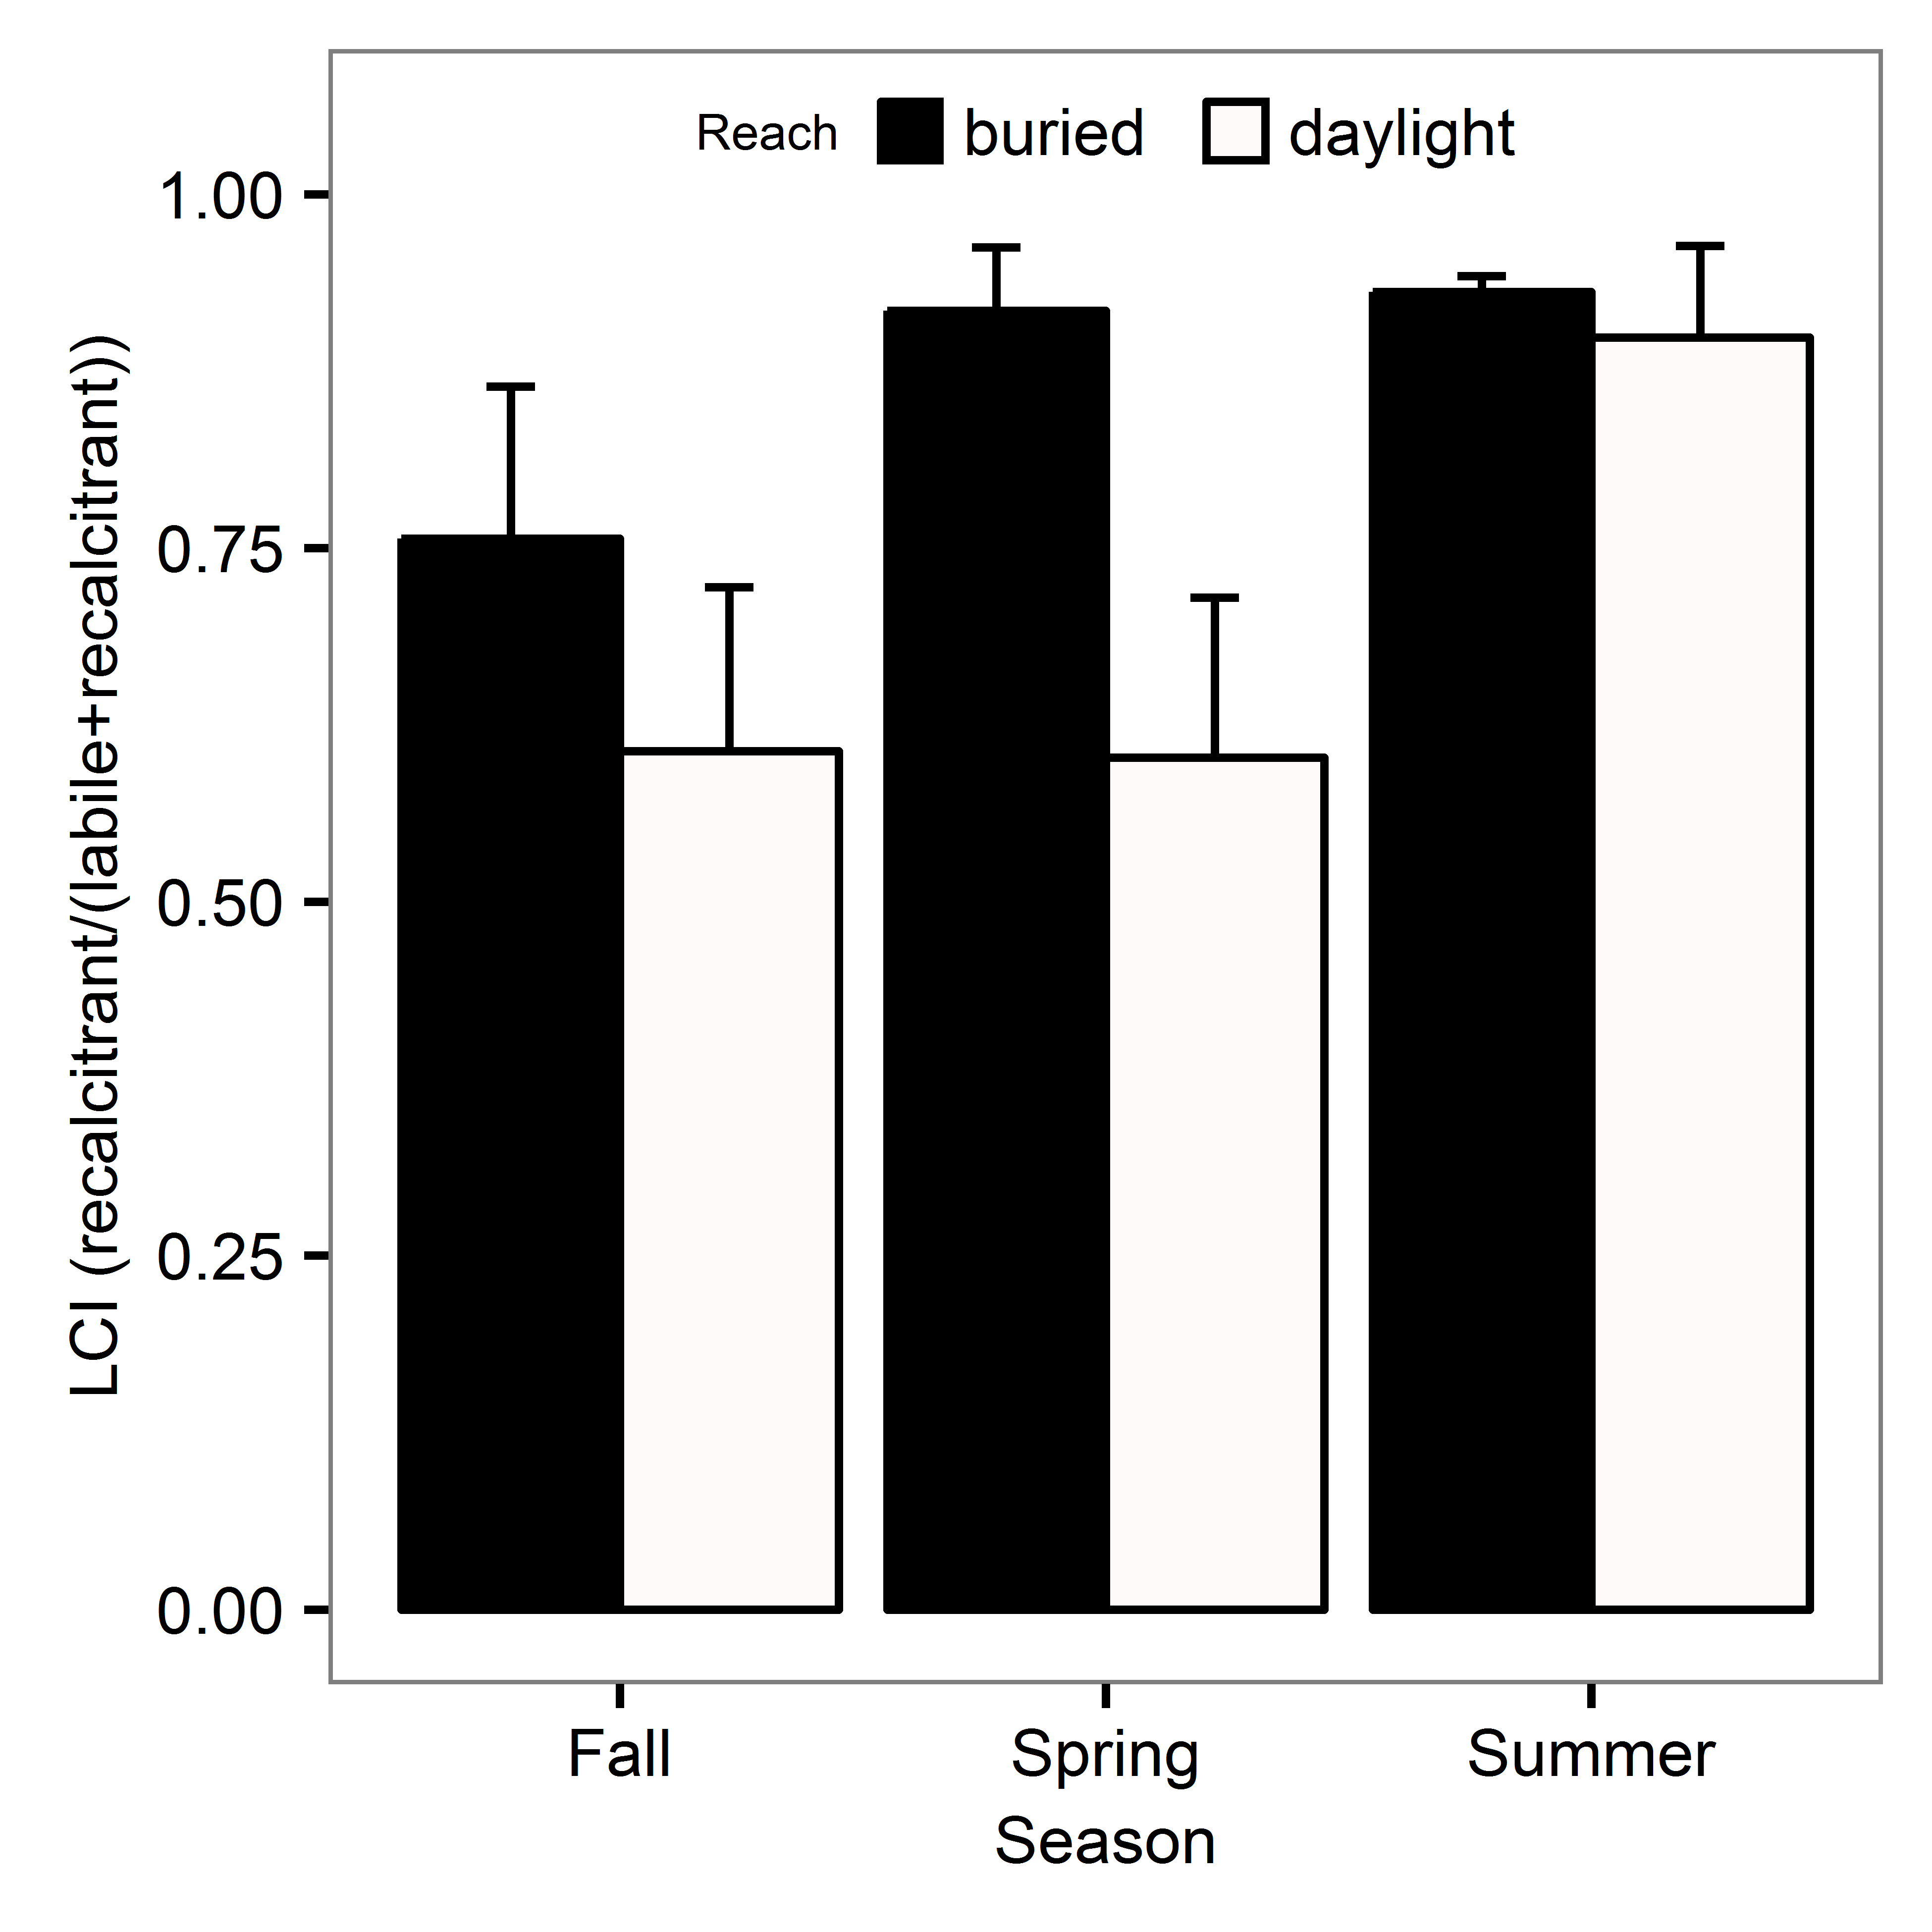 Reach buried daylight
1.00
0.75
0.50
0.25
0.00
LCI (recalcitrant/(labile+recalcitrant))
Fall Spring Summer
Season